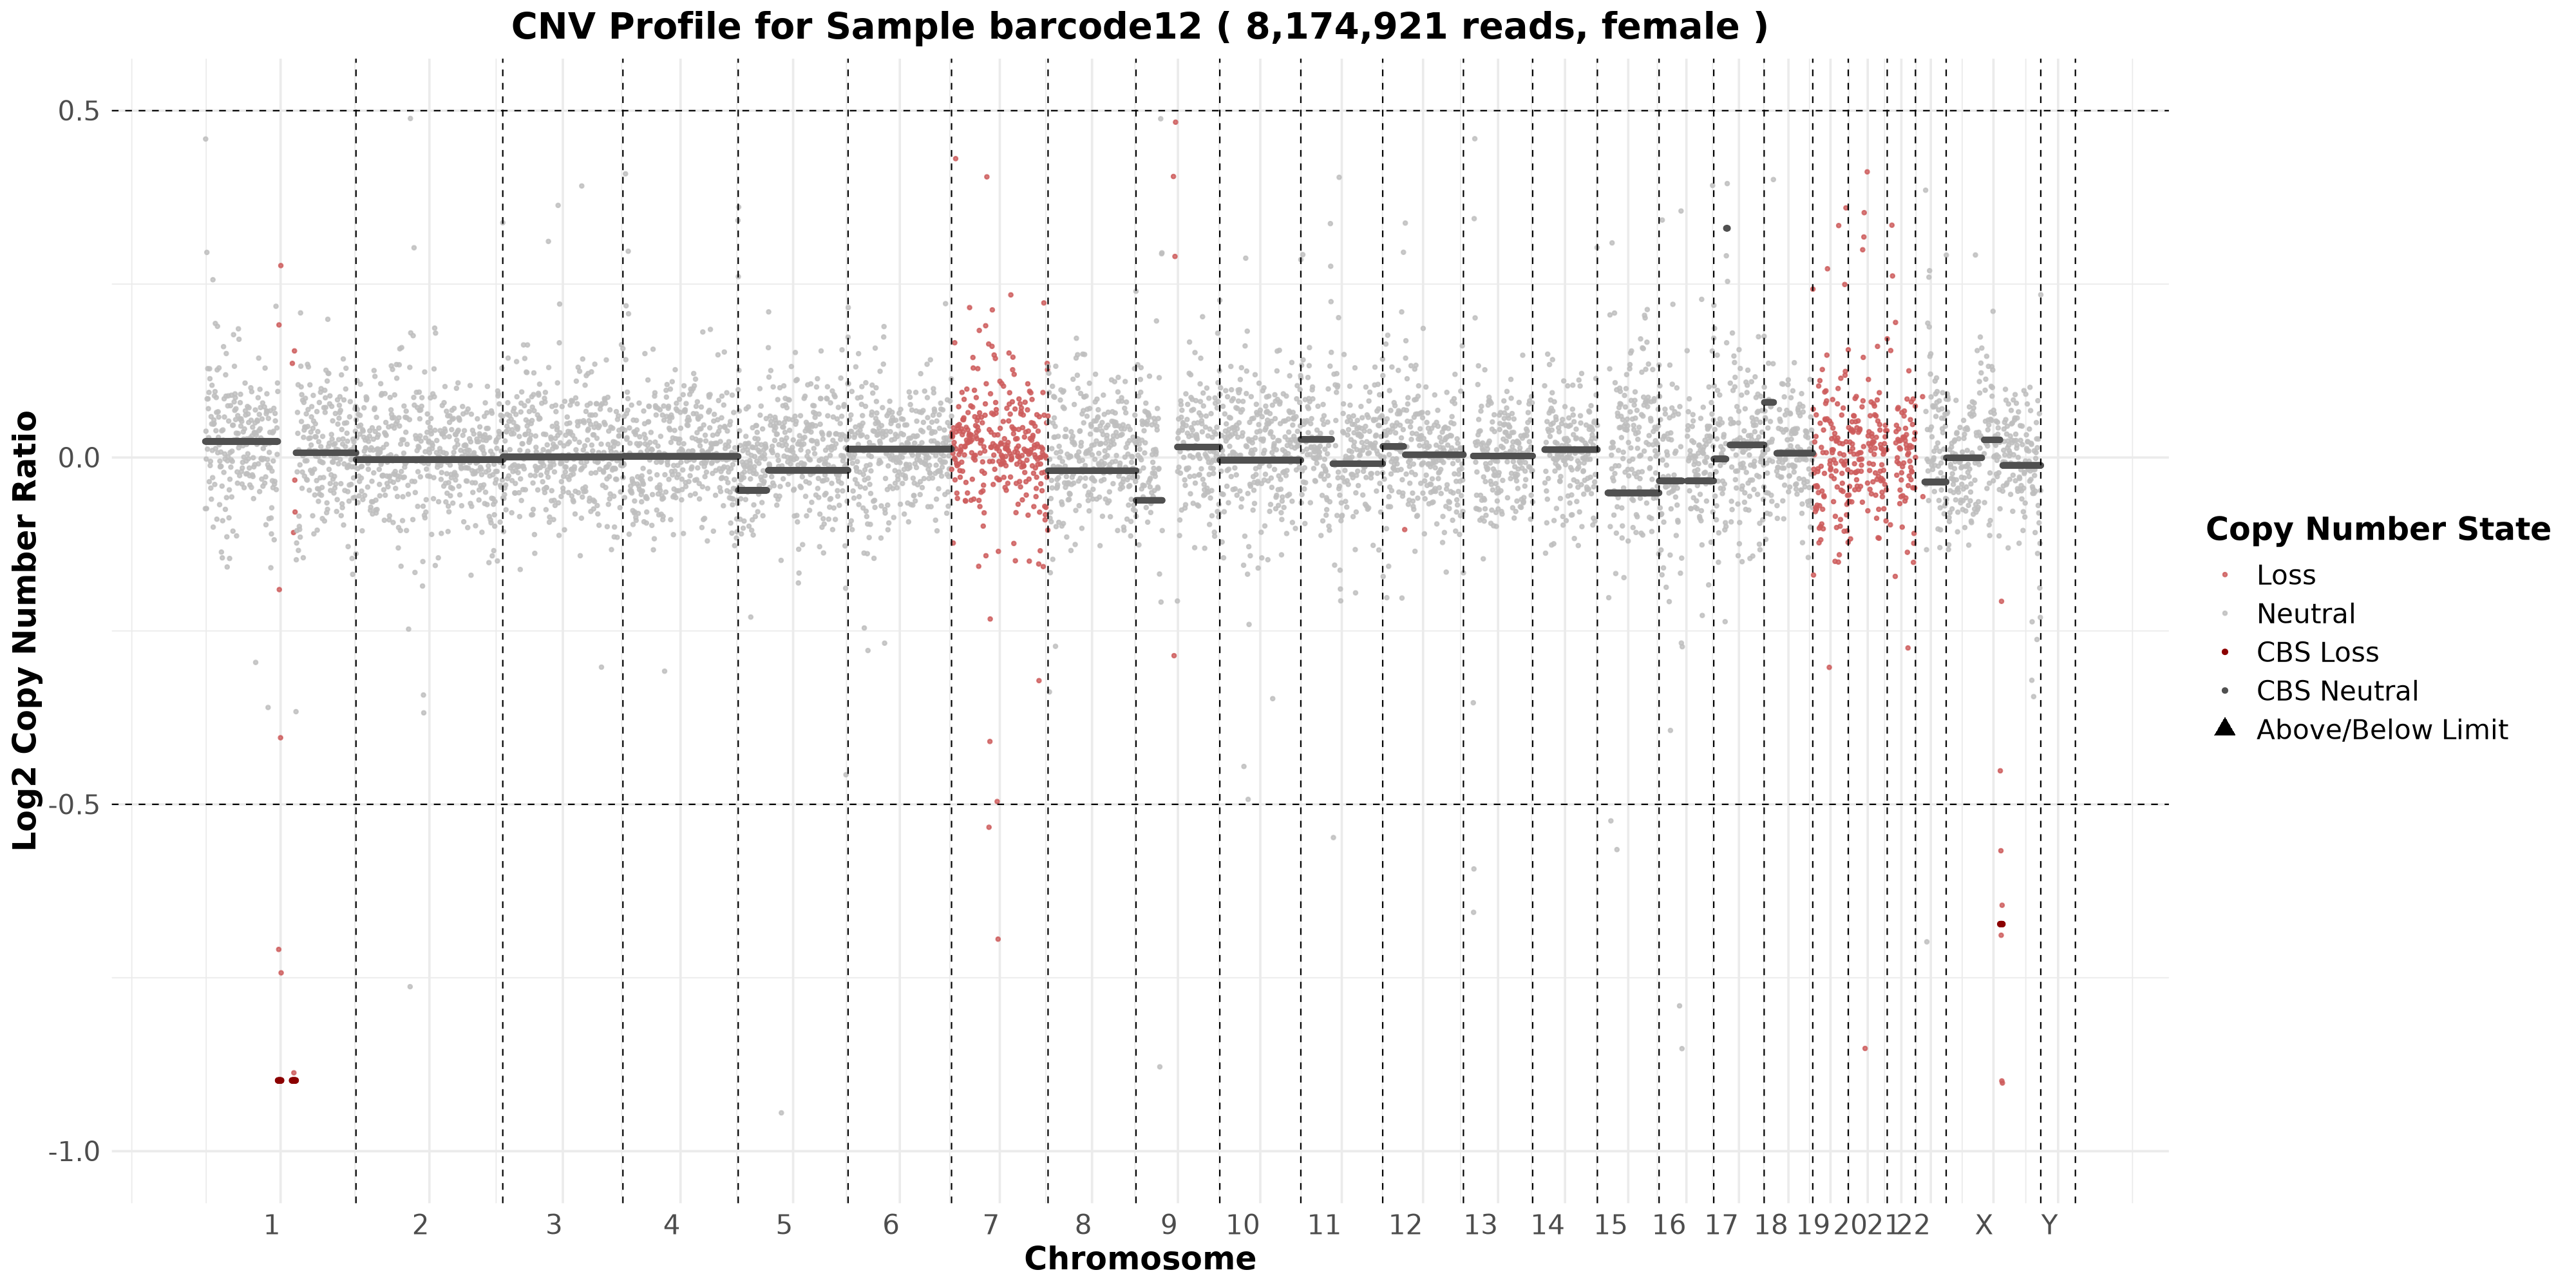 CNV Profile for Sample barcode12 ( 8,174,921 reads, female )
Log2 Copy Number Ratio
0.5
0.0
-0.5
-1.0
1 2 3 4 5 6 7 8 9 10 11 12 13 14 15 16 17 18 19 20 21 22 X Y
Chromosome
Copy Number State
Loss
Neutral
CBS Loss
CBS Neutral
Above/Below Limit